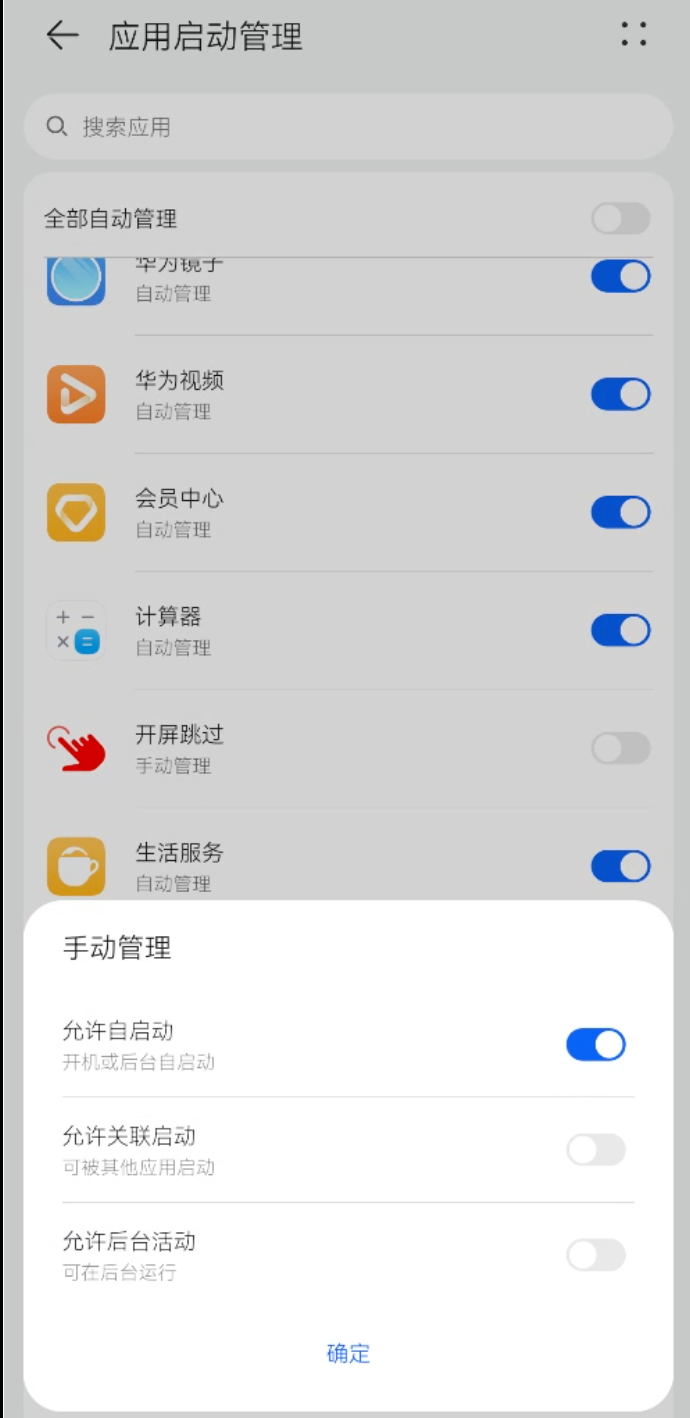 应用启动管理
搜索应用
全部自动管理
华为镜子
自动管理
华为视频
自动管理
会员中心
自动管理
计算器
自动管理
开屏跳过
手动管理
生活服务
自动管理
手动管理
允许自启动
开机或后台自启动
允许关联启动
可被其他应用启动
允许后台活动
可在后台运行
确定